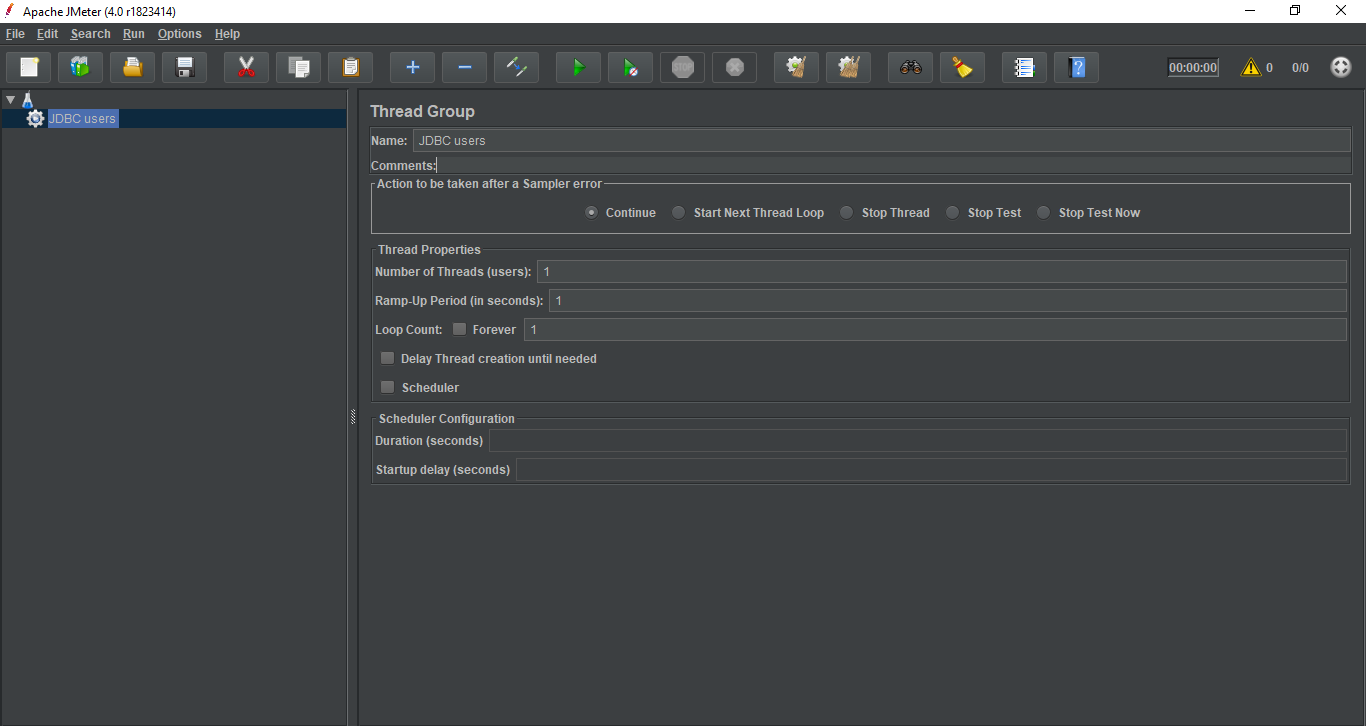 Apache JMeter (4.0 r1823414)
File Edit Search Run Options Help
STOP
00:00:00 0 0/0
JDBC users
Thread Group
Name: JDBC users
Comments:
Action to be taken after a Sampler error
Continue Start Next Thread Loop Stop Thread Stop Test Stop Test Now
Thread Properties
Number of Threads (users): 1
Ramp-Up Period (in seconds): 1
Loop Count: Forever 1
Delay Thread creation until needed
Scheduler
Scheduler Configuration
Duration (seconds)
Startup delay (seconds)